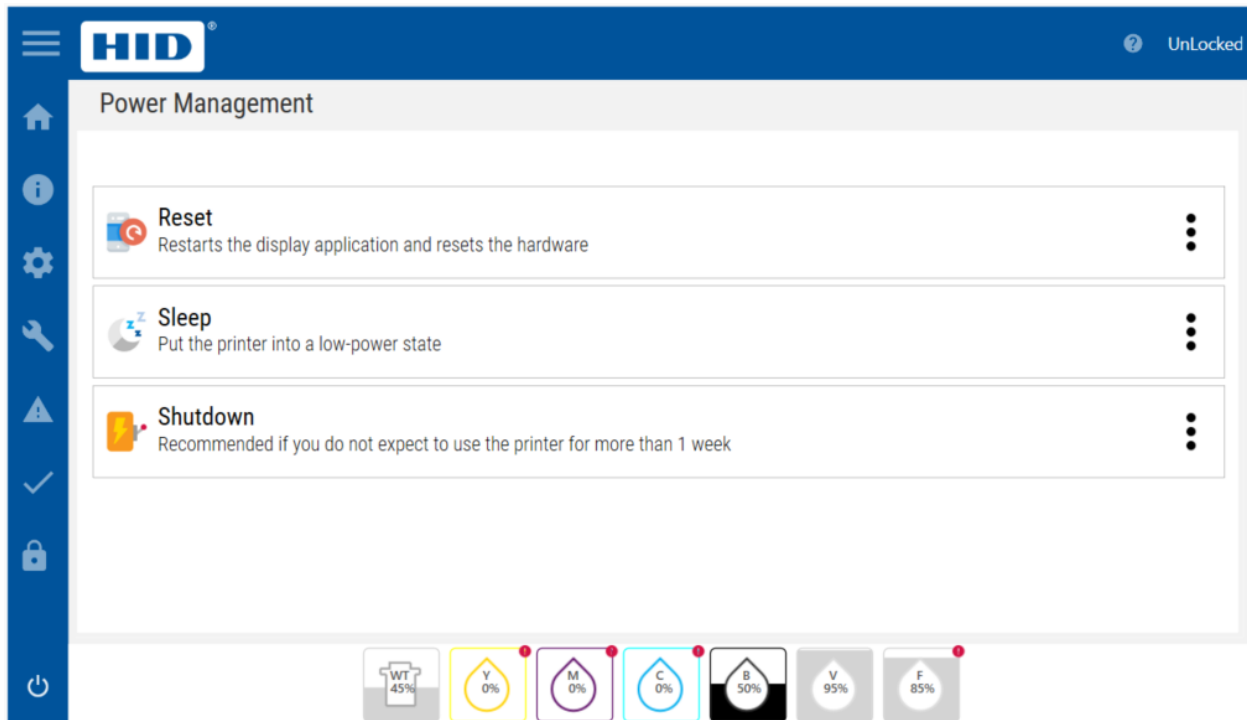 HID®
UnLocked
Power Management
Reset
Restarts the display application and resets the hardware
Sleep
Put the printer into a low-power state
Shutdown
Recommended if you do not expect to use the printer for more than 1 week
WT
45%
Y
0%
M
0%
C
0%
B
50%
V
95%
F
85%